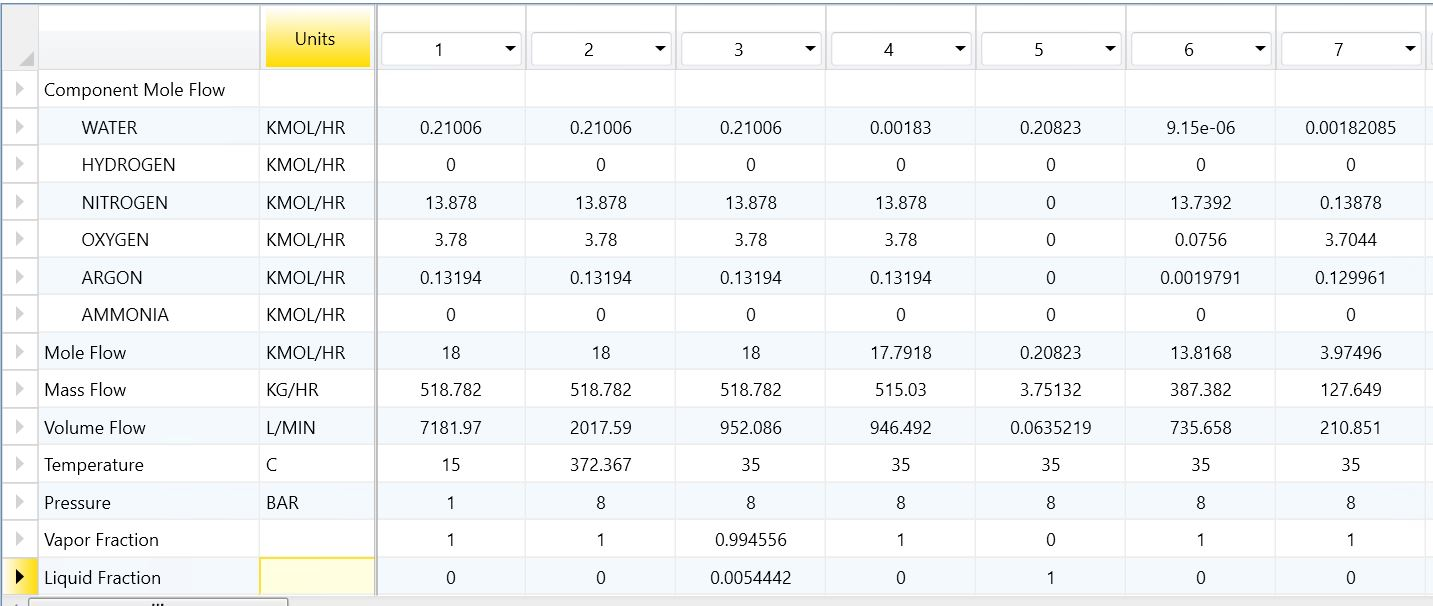 Units 1 2 3 4 5 6 7
Component Mole Flow
WATER KMOL/HR 0.21006 0.21006 0.21006 0.00183 0.20823 9.15e-06 0.00182085
HYDROGEN KMOL/HR 0 0 0 0 0 0 0
NITROGEN KMOL/HR 13.878 13.878 13.878 13.878 0 13.7392 0.13878
OXYGEN KMOL/HR 3.78 3.78 3.78 3.78 0 0.0756 3.7044
ARGON KMOL/HR 0.13194 0.13194 0.13194 0.13194 0 0.0019791 0.129961
AMMONIA KMOL/HR 0 0 0 0 0 0 0
Mole Flow KMOL/HR 18 18 18 17.7918 0.20823 13.8168 3.97496
Mass Flow KG/HR 518.782 518.782 518.782 515.03 3.75132 387.382 127.649
Volume Flow L/MIN 7181.97 2017.59 952.086 946.492 0.0635219 735.658 210.851
Temperature C 15 372.367 35 35 35 35 35
Pressure BAR 1 8 8 8 8 8 8
Vapor Fraction 1 1 0.994556 1 0 1 1
Liquid Fraction 0 0 0.0054442 0 1 0 0